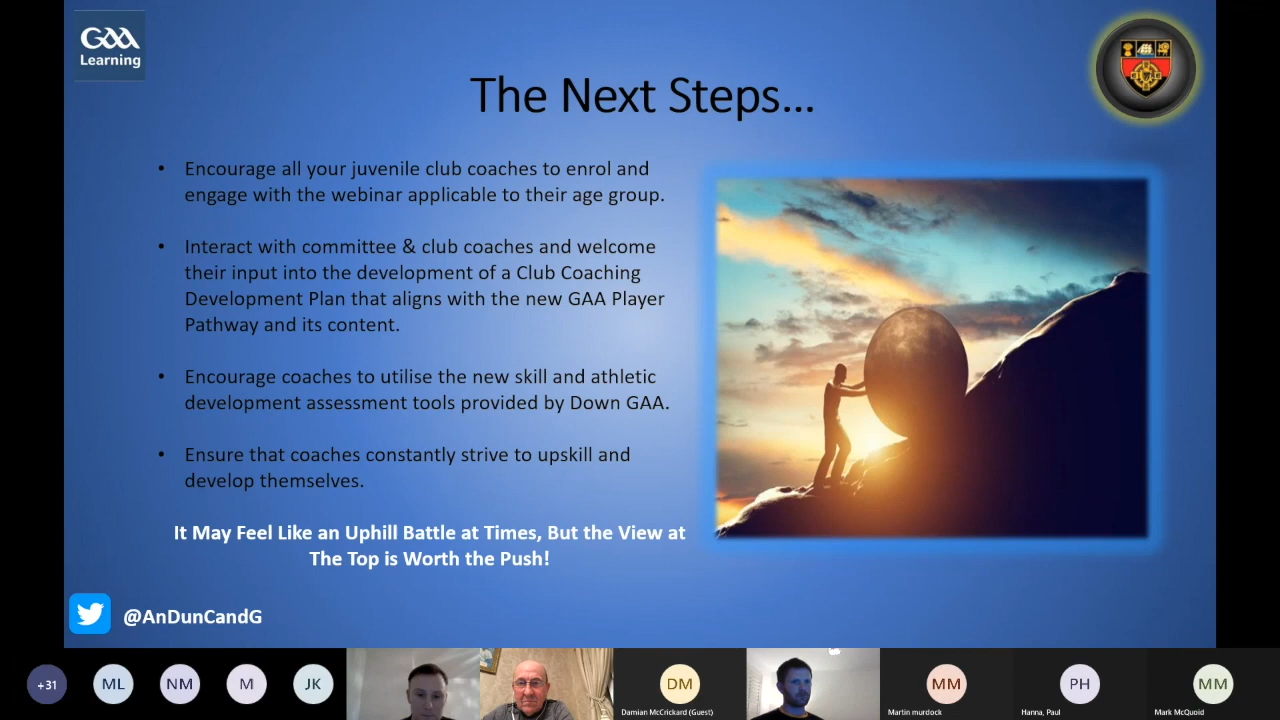 GAA
Learning
The Next Steps...
• Encourage all your juvenile club coaches to enrol and
engage with the webinar applicable to their age group.
• Interact with committee & club coaches and welcome
their input into the development of a Club Coaching
Development Plan that aligns with the new GAA Player
Pathway and its content.
• Encourage coaches to utilise the new skill and athletic
development assessment tools provided by Down GAA.
• Ensure that coaches constantly strive to upskill and
develop themselves.
It May Feel Like an Uphill Battle at Times, But the View at
The Top is Worth the Push!
@AnDunCandG
+31
ML
NM
M
JK
DM
Damian McCrickard (Guest)
MM
Martin murdock
PH
Hanna, Paul
MM
Mark McQuoid